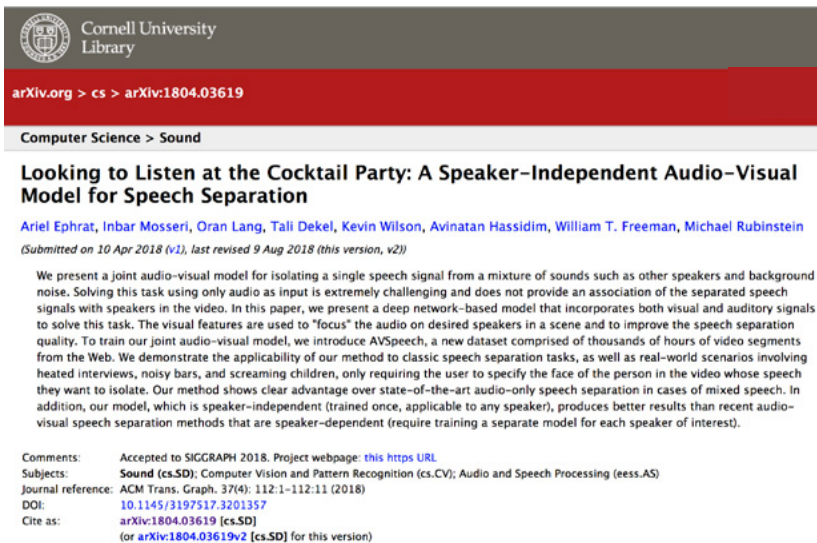 Cornell University
Library
arXiv.org > cs > arXiv:1804.03619
Computer Science > Sound
Looking to Listen at the Cocktail Party: A Speaker-Independent Audio-Visual
Model for Speech Separation
Ariel Ephrat, Inbar Mosseri, Oran Lang, Tali Dekel, Kevin Wilson, Avinatan Hassidim, William T. Freeman, Michael Rubinstein
(Submitted on 10 Apr 2018 (v1), last revised 9 Aug 2018 (this version, v2))
We present a joint audio-visual model for isolating a single speech signal from a mixture of sounds such as other speakers and background
noise. Solving this task using only audio as input is extremely challenging and does not provide an association of the separated speech
signals with speakers in the video. In this paper, we present a deep network-based model that incorporates both visual and auditory signals
to solve this task. The visual features are used to "focus" the audio on desired speakers in a scene and to improve the speech separation
quality. To train our joint audio-visual model, we introduce AVSpeech, a new dataset comprised of thousands of hours of video segments
from the Web. We demonstrate the applicability of our method to classic speech separation tasks, as well as real-world scenarios involving
heated interviews, noisy bars, and screaming children, only requiring the user to specify the face of the person in the video whose speech
they want to isolate. Our method shows clear advantage over state-of-the-art audio-only speech separation in cases of mixed speech. In
addition, our model, which is speaker-independent (trained once, applicable to any speaker), produces better results than recent audio-
visual speech separation methods that are speaker-dependent (require training a separate model for each speaker of interest).
Comments: Accepted to SIGGRAPH 2018. Project webpage: this https URL
Subjects: Sound (cs.SD); Computer Vision and Pattern Recognition (cs.CV); Audio and Speech Processing (eess.AS)
Journal reference: ACM Trans. Graph. 37(4): 112:1-112:11 (2018)
DOI: 10.1145/3197517.3201357
Cite as: arXiv:1804.03619 [cs.SD]
(or arXiv:1804.03619v2 [cs.SD] for this version)